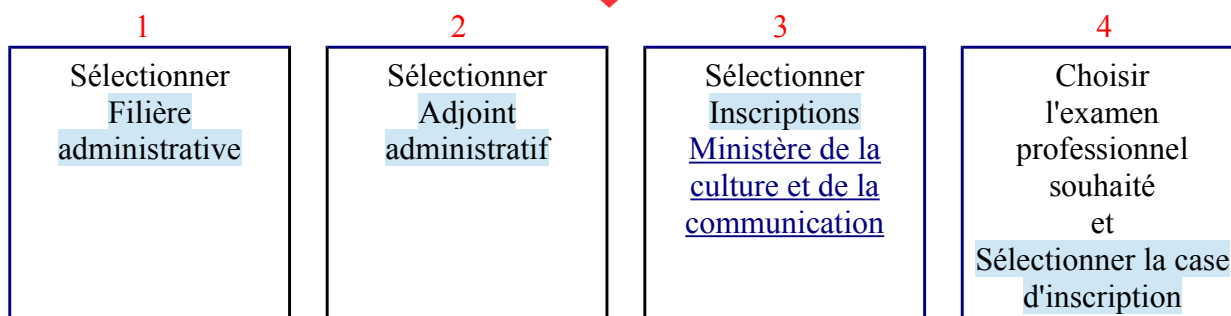 1
Sélectionner
Filière
administrative
2
Sélectionner
Adjoint
administratif
3
Sélectionner
Inscriptions
Ministère de la
culture et de la
communication
4
Choisir
l'examen
professionnel
souhaité
et
Sélectionner la case
d'inscription